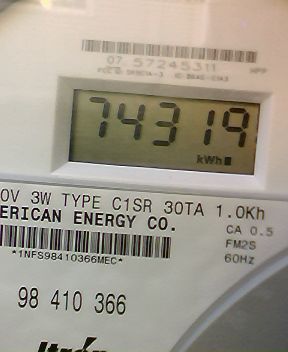 07 57245311
74319
kWh
0V 3W TYPE C1SR 30TA 1.0Kh
ERICAN ENERGY CO.
CA 0.5
FM2S
60Hz
*1NFS98410366MEC*
98 410 366
Itrón